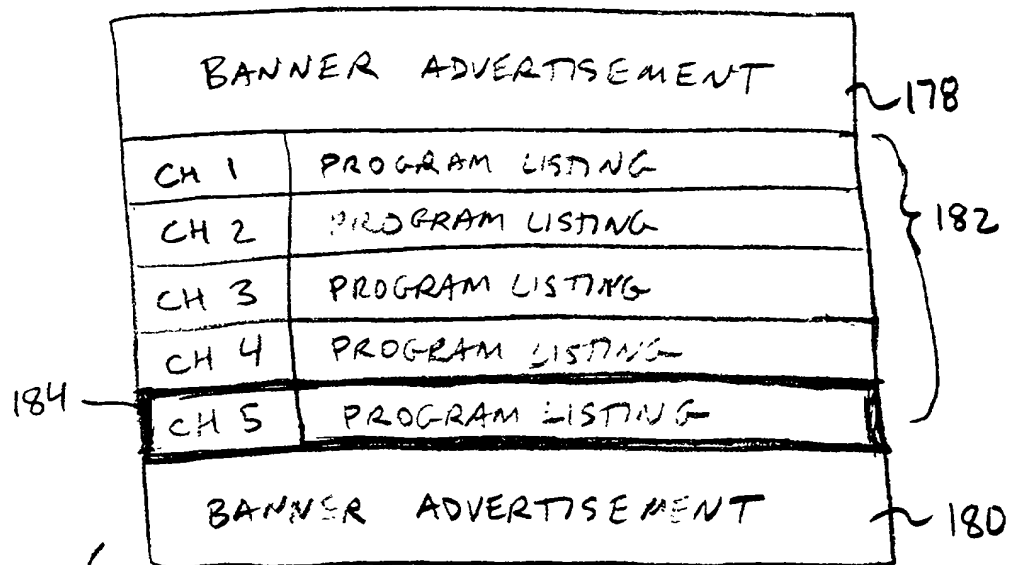 BANNER ADVERTISEMENT
178
CH 1 PROGRAM LISTING
CH 2 PROGRAM LISTING
182
CH 3 PROGRAM LISTING
CH 4 PROGRAM LISTING
184
CH 5 PROGRAM LISTING
BANNER ADVERTISEMENT
180